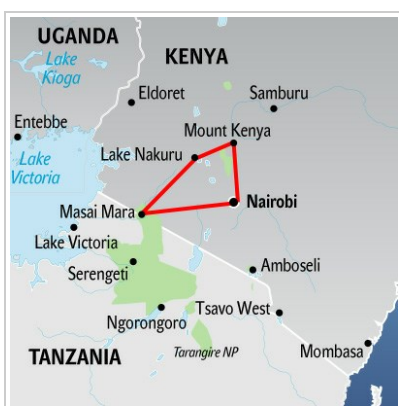 UGANDA
KENYA
Lake
Kioga
Eldoret
Samburu
Entebbe
Mount Kenya
Lake Nakuru
Lake
Victoria
Nairobi
Masai Mara
Lake Victoria
Serengeti
Amboseli
Ngorongoro
Tsavo West
TANZANIA
Tarangire NP
Mombasa